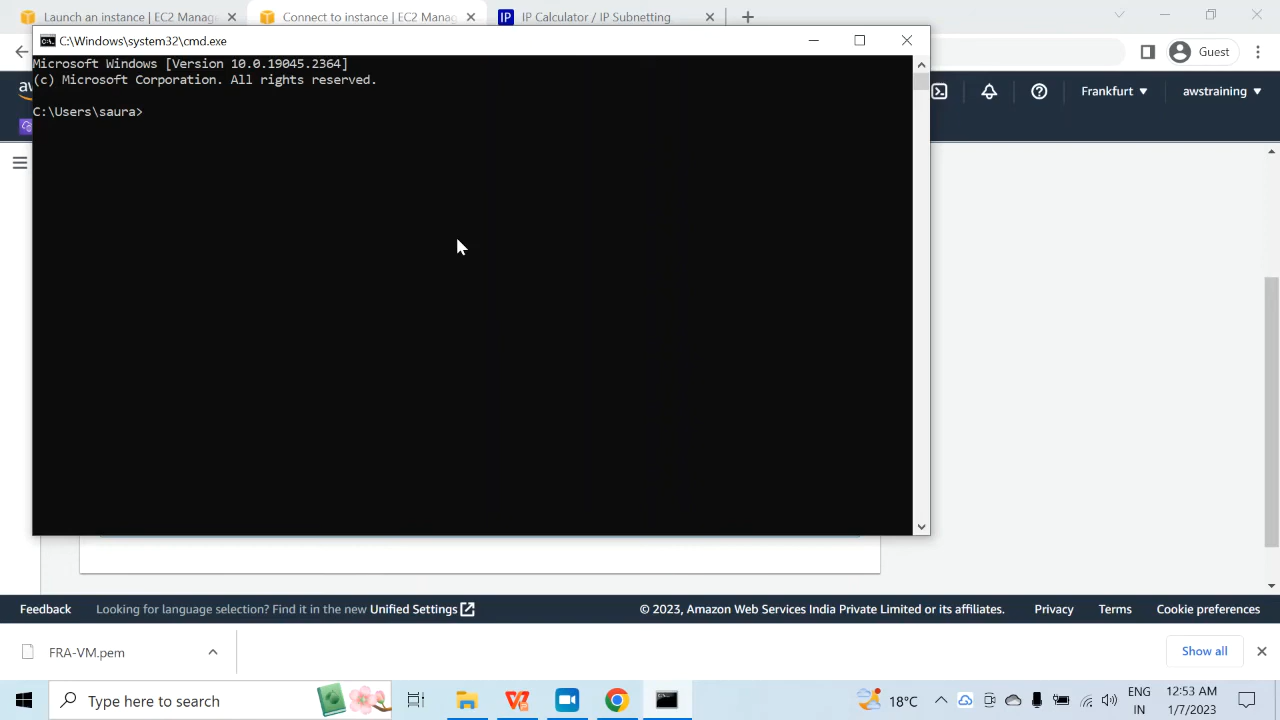 Launch an instance | EC2 Manag
Connect to instance | EC2 Manag
IP Calculator / IP Subnetting
C:\Windows\system32\cmd.exe
Guest
Microsoft Windows [Version 10.0.19045.2364]
(c) Microsoft Corporation. All rights reserved.
aw
Frankfurt
awstraining
C:\Users\saura>
Feedback
Looking for language selection? Find it in the new Unified Settings
© 2023, Amazon Web Services India Private Limited or its affiliates.
Privacy
Terms
Cookie preferences
FRA-VM.pem
Show all
Type here to search
18°C
ENG
IN
12:53 AM
1/7/2023